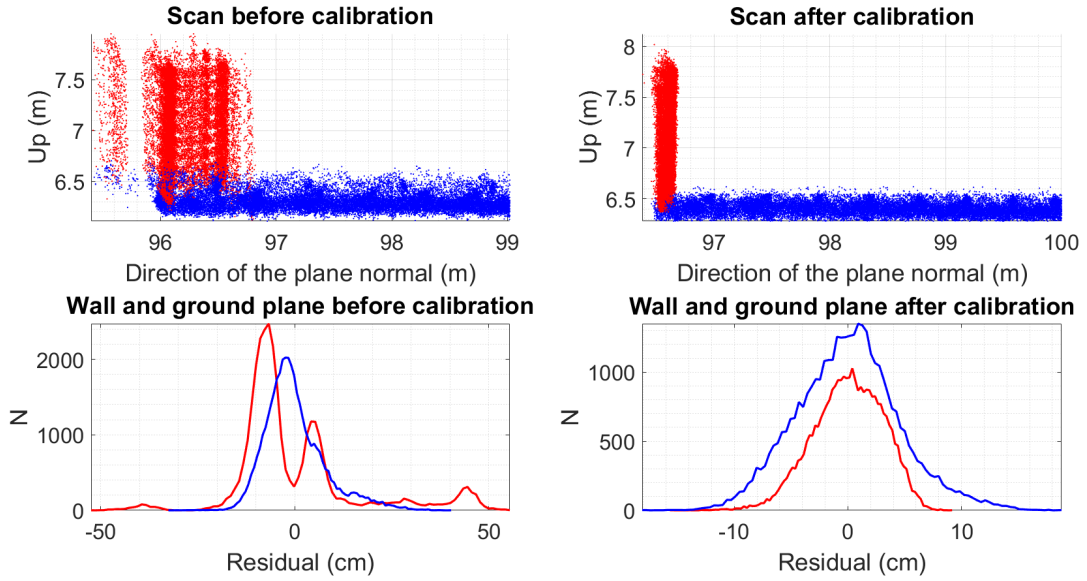 Scan before calibration
Up (m)
7.5
7
6.5
96
97
98
99
Direction of the plane normal (m)
Scan after calibration
Up (m)
8
7.5
7
6.5
97
98
99
100
Direction of the plane normal (m)
Wall and ground plane before calibration
N
2000
1000
0
-50
0
50
Residual (cm)
Wall and ground plane after calibration
N
1000
500
0
-10
0
10
Residual (cm)